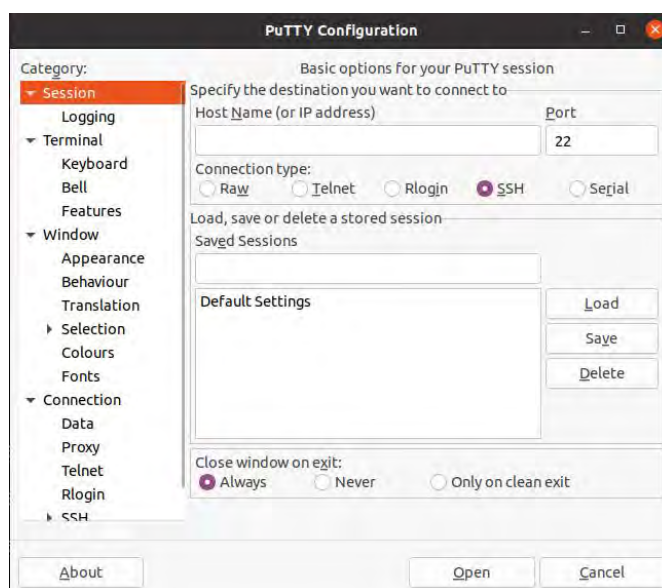 PuTTY Configuration
Category:
Session
Logging
Terminal
Keyboard
Bell
Features
Window
Appearance
Behaviour
Translation
Selection
Colours
Fonts
Connection
Data
Proxy
Telnet
Rlogin
SSH
Basic options for your PuTTY session
Specify the destination you want to connect to
Host Name (or IP address) Port
22
Connection type:
Raw Telnet Rlogin SSH Serial
Load, save or delete a stored session
Saved Sessions
Default Settings
Load
Save
Delete
Close window on exit:
Always Never Only on clean exit
About Open Cancel